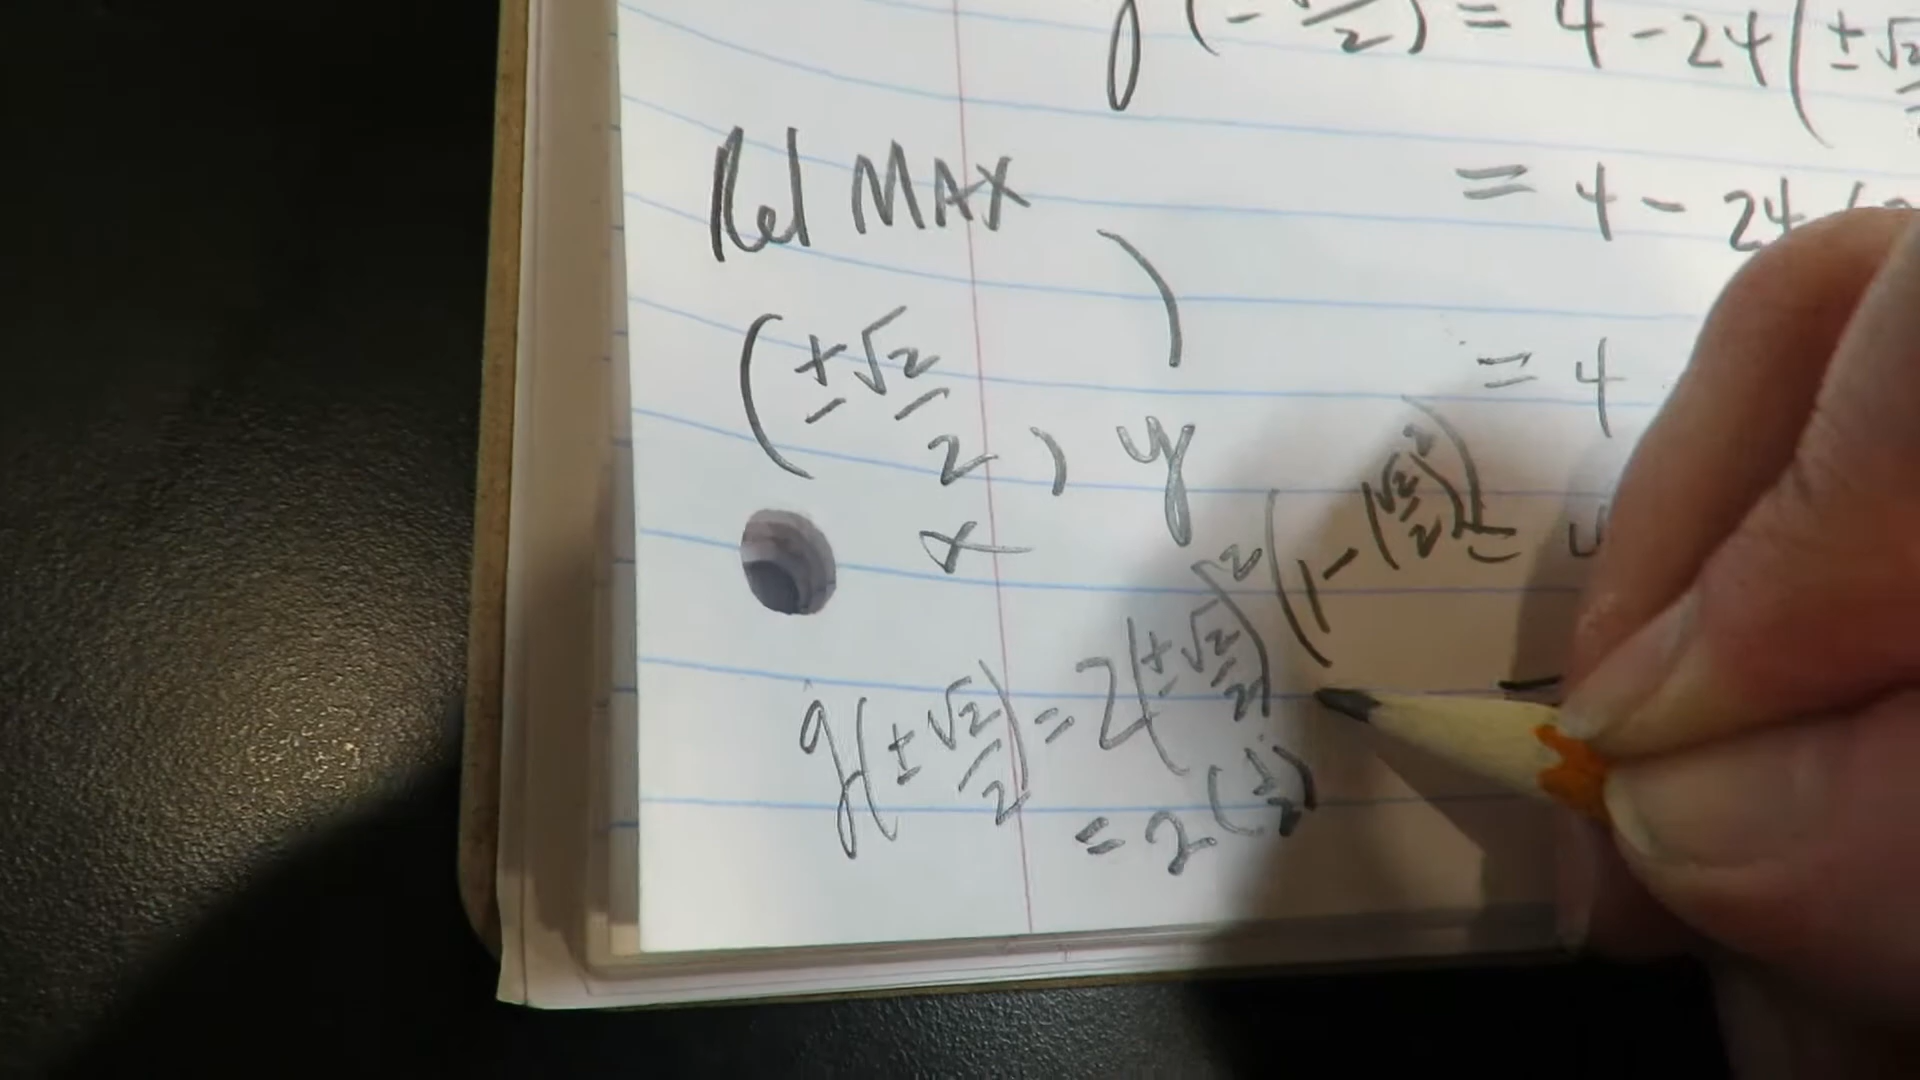 g''(-√2/2) = 4 - 24(±√2
Rel MAX
= 4 - 24
(±√2/2, y)
= 4
x
g(±√2/2) = 2(±√2/2)²(1 - (√2/2)²)
= 2(1/2)